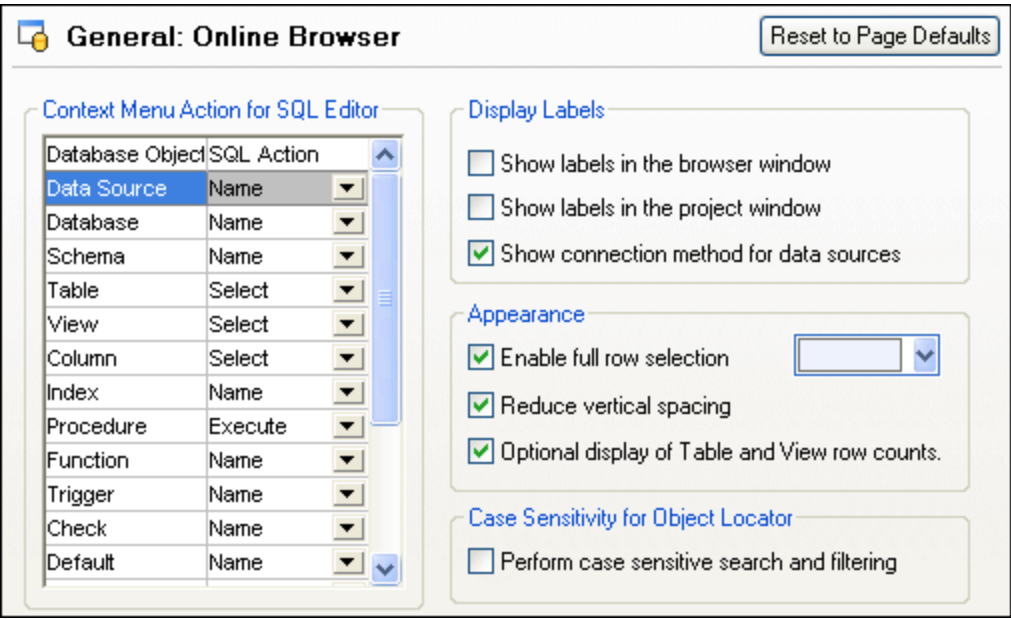 General: Online Browser
Reset to Page Defaults
Context Menu Action for SQL Editor
Database Object SQL Action
Data Source Name
Database Name
Schema Name
Table Select
View Select
Column Select
Index Name
Procedure Execute
Function Name
Trigger Name
Check Name
Default Name
Display Labels
Show labels in the browser window
Show labels in the project window
Show connection method for data sources
Appearance
Enable full row selection
Reduce vertical spacing
Optional display of Table and View row counts.
Case Sensitivity for Object Locator
Perform case sensitive search and filtering